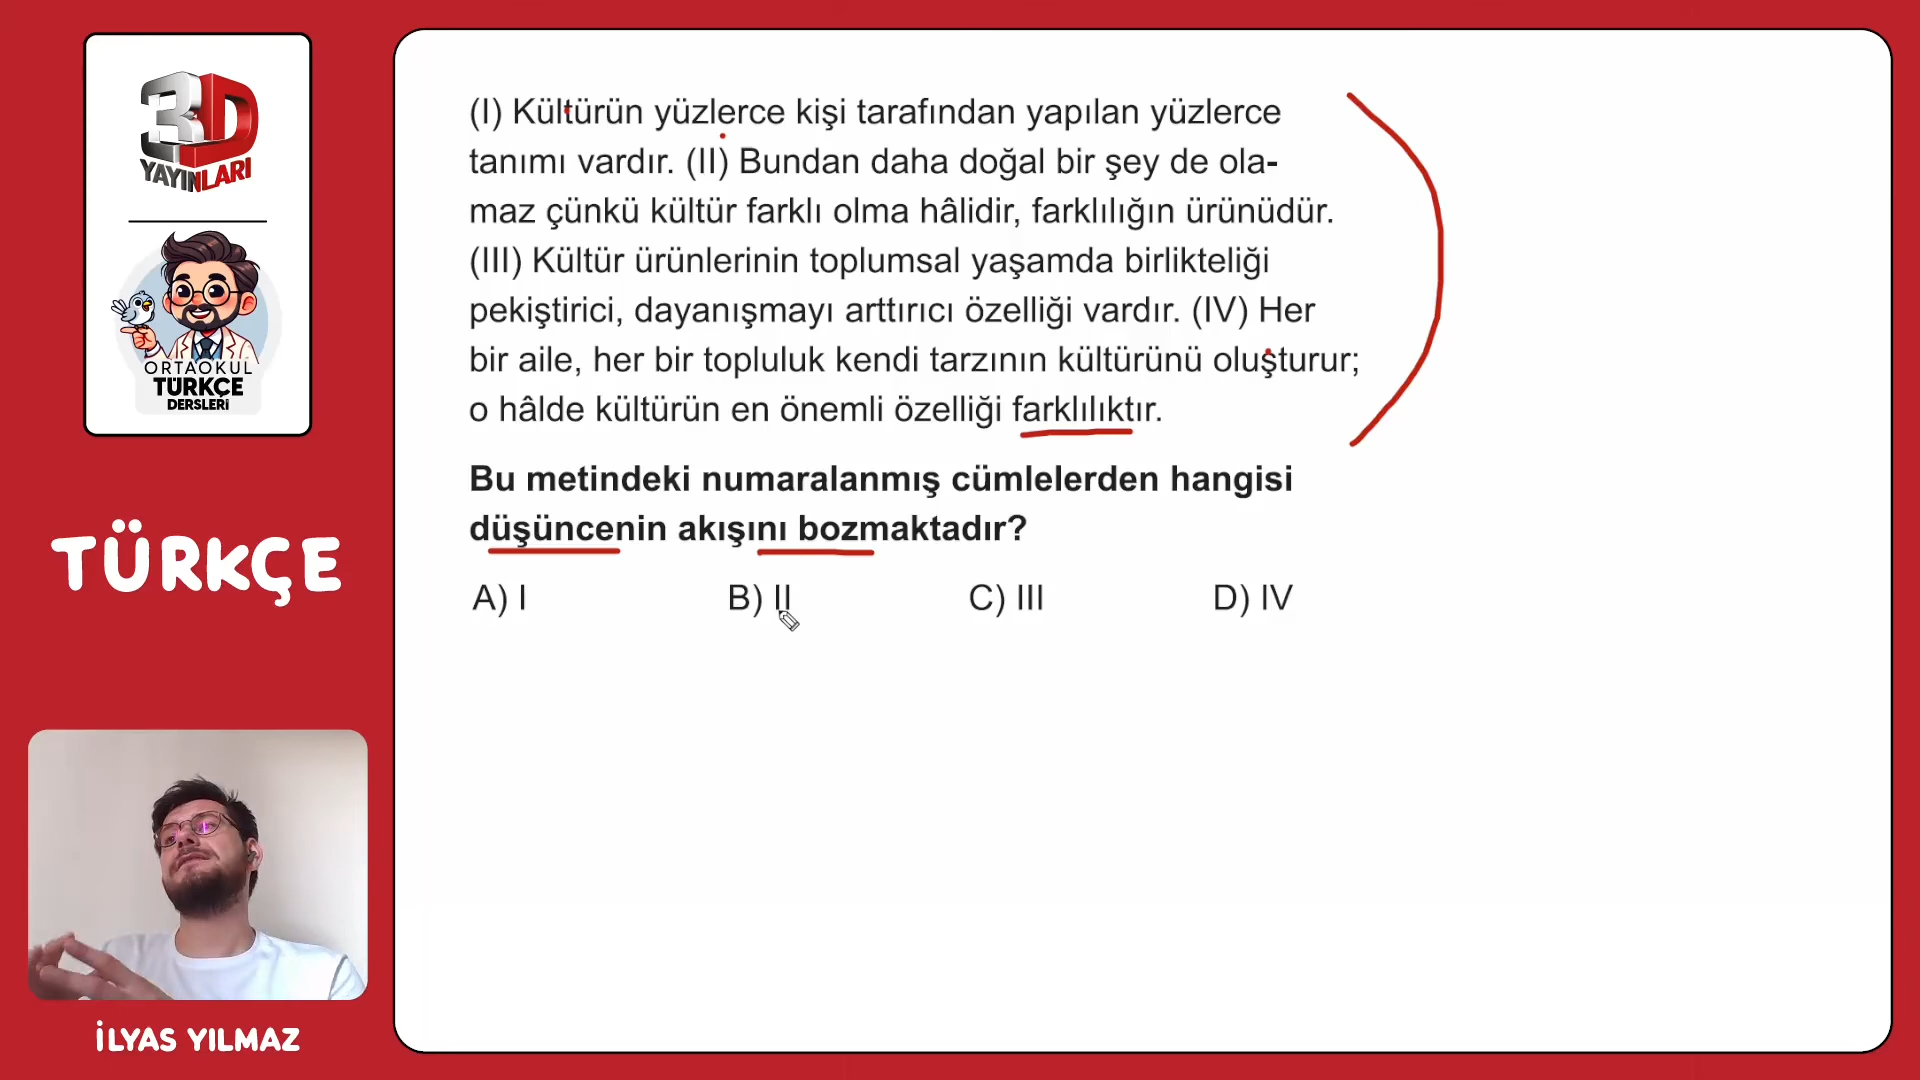 3D
YAYINLARI
ORTAOKUL
TÜRKÇE
DERSLERİ
TÜRKÇE
İLYAS YILMAZ
(I) Kültürün yüzlerce kişi tarafından yapılan yüzlerce
tanımı vardır. (II) Bundan daha doğal bir şey de ola-
maz çünkü kültür farklı olma hâlidir, farklılığın ürünüdür.
(III) Kültür ürünlerinin toplumsal yaşamda birlikteliği
pekiştirici, dayanışmayı arttırıcı özelliği vardır. (IV) Her
bir aile, her bir topluluk kendi tarzının kültürünü oluşturur;
o hâlde kültürün en önemli özelliği farklılıktır.
Bu metindeki numaralanmış cümlelerden hangisi
düşüncenin akışını bozmaktadır?
A) I B) II C) III D) IV